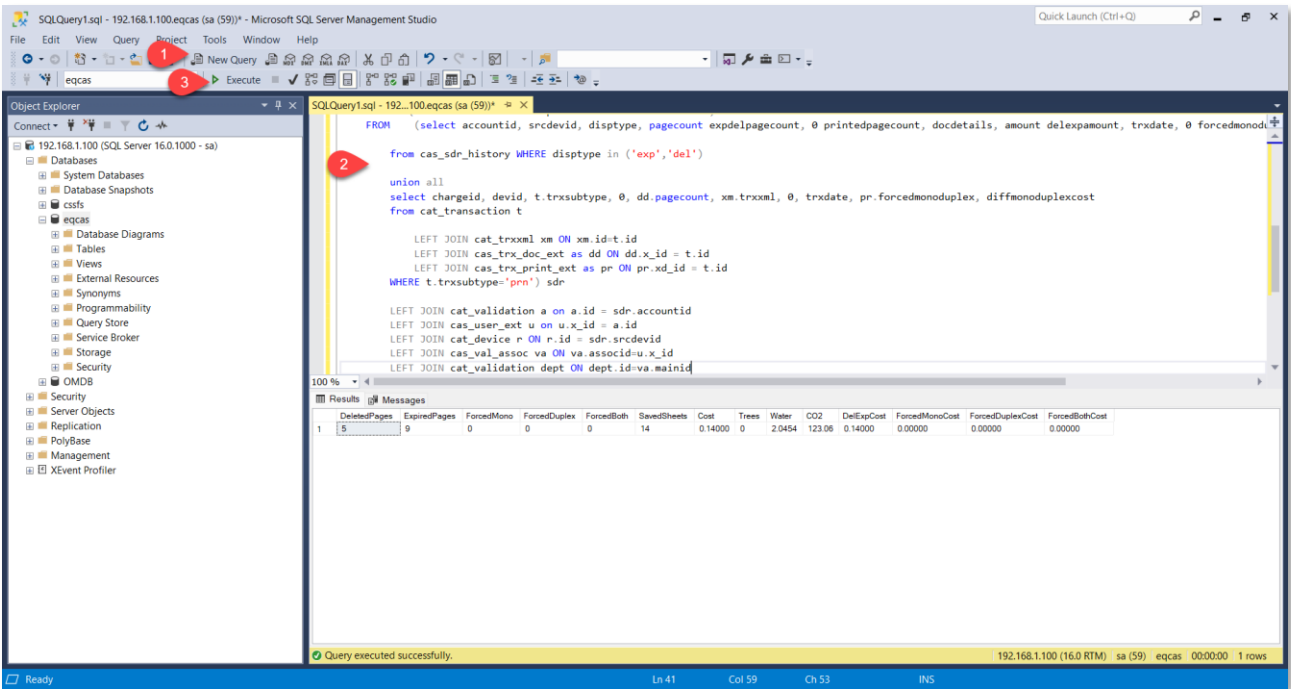 SQLQuery1.sql - 192.168.1.100.eqcas (sa (59))* - Microsoft SQL Server Management Studio
Quick Launch (Ctrl+Q)
File Edit View Query Project Tools Window Help
1
New Query
eqcas
3
Execute
Object Explorer
SQLQuery1.sql - 192...100.eqcas (sa (59))*
Connect
192.168.1.100 (SQL Server 16.0.1000 - sa)
Databases
System Databases
Database Snapshots
cssfs
eqcas
Database Diagrams
Tables
Views
External Resources
Synonyms
Programmability
Query Store
Service Broker
Storage
Security
OMDB
Security
Server Objects
Replication
PolyBase
Management
XEvent Profiler
FROM (select accountid, srcdevid, disptype, pagecount expdelpagecount, 0 printedpagecount, docdetails, amount delexpamount, trxdate, 0 forcedmonodu
2
from cas_sdr_history WHERE disptype in ('exp','del')
union all
select chargeid, devid, t.trxsubtype, 0, dd.pagecount, xm.trxxml, 0, trxdate, pr.forcedmonoduplex, diffmonoduplexcost
from cat_transaction t
LEFT JOIN cat_trxxml xm ON xm.id=t.id
LEFT JOIN cas_trx_doc_ext as dd ON dd.x_id = t.id
LEFT JOIN cas_trx_print_ext as pr ON pr.xd_id = t.id
WHERE t.trxsubtype='prn') sdr
LEFT JOIN cat_validation a on a.id = sdr.accountid
LEFT JOIN cas_user_ext u on u.x_id = a.id
LEFT JOIN cat_device r ON r.id = sdr.srcdevid
LEFT JOIN cas_val_assoc va ON va.associd=u.x_id
LEFT JOIN cat_validation dept ON dept.id=va.mainid
100 %
Results Messages
DeletedPages ExpiredPages ForcedMono ForcedDuplex ForcedBoth SavedSheets Cost Trees Water CO2 DelExpCost ForcedMonoCost ForcedDuplexCost ForcedBothCost
1 5 9 0 0 0 14 0.14000 0 2.0454 123.06 0.14000 0.00000 0.00000 0.00000
Query executed successfully.
192.168.1.100 (16.0 RTM) sa (59) eqcas 00:00:00 1 rows
Ready Ln 41 Col 59 Ch 53 INS